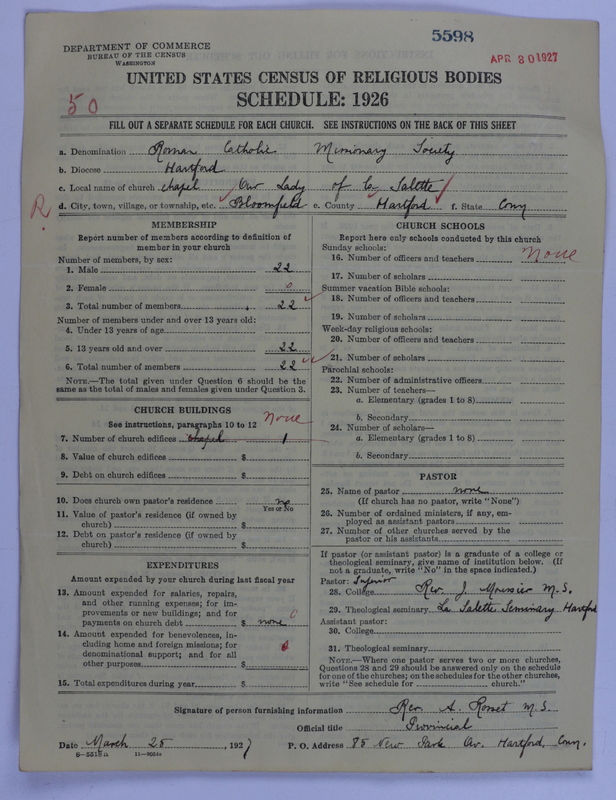 5598
DEPARTMENT OF COMMERCE
BUREAU OF THE CENSUS
WASHINGTON
APR 30 1927
UNITED STATES CENSUS OF RELIGIOUS BODIES
50
SCHEDULE: 1926
FILL OUT A SEPARATE SCHEDULE FOR EACH CHURCH. SEE INSTRUCTIONS ON THE BACK OF THIS SHEET
a. Denomination Roman Catholic Missionary Society
b. Diocese Hartford
c. Local name of church chapel Our Lady of La Salette
R. d. City, town, village, or township, etc. Bloomfield e. County Hartford f. State Conn
MEMBERSHIP
Report number of members according to definition of member in your church
Number of members, by sex:
1. Male 22
2. Female 0
3. Total number of members 22
Number of members under and over 13 years old:
4. Under 13 years of age
5. 13 years old and over 22
6. Total number of members 22
NOTE.—The total given under Question 6 should be the same as the total of males and females given under Question 3.
CHURCH BUILDINGS
See instructions, paragraphs 10 to 12 none
7. Number of church edifices chapel 1
8. Value of church edifices $
9. Debt on church edifices $
10. Does church own pastor's residence no
Yes or No
11. Value of pastor's residence (if owned by church) $
12. Debt on pastor's residence (if owned by church) $
EXPENDITURES
Amount expended by your church during last fiscal year
13. Amount expended for salaries, repairs, and other running expenses; for improvements or new buildings; and for payments on church debt $ none
14. Amount expended for benevolences, including home and foreign missions; for denominational support; and for all other purposes $
15. Total expenditures during year $
CHURCH SCHOOLS
Report here only schools conducted by this church
Sunday schools:
16. Number of officers and teachers None
17. Number of scholars
Summer vacation Bible schools:
18. Number of officers and teachers
19. Number of scholars
Week-day religious schools:
20. Number of officers and teachers
21. Number of scholars
Parochial schools:
22. Number of administrative officers
23. Number of teachers—
a. Elementary (grades 1 to 8)
b. Secondary
24. Number of scholars—
a. Elementary (grades 1 to 8)
b. Secondary
PASTOR
25. Name of pastor none
(If church has no pastor, write "None")
26. Number of ordained ministers, if any, employed as assistant pastors
27. Number of other churches served by the pastor or his assistants
If pastor (or assistant pastor) is a graduate of a college or theological seminary, give name of institution below. (If not a graduate, write "No" in the space indicated.)
Pastor: Superior
28. College Rev. J. M.S.
29. Theological seminary La Salette Seminary Hartford
Assistant pastor:
30. College
31. Theological seminary
NOTE.—Where one pastor serves two or more churches, Questions 28 and 29 should be answered only on the schedule for one of the churches; on the schedules for the other churches, write "See schedule for church."
Signature of person furnishing information Rev. A. M.S.
Official title Provincial
Date March 25, 1927 P. O. Address 85 New Park Av. Hartford, Conn.